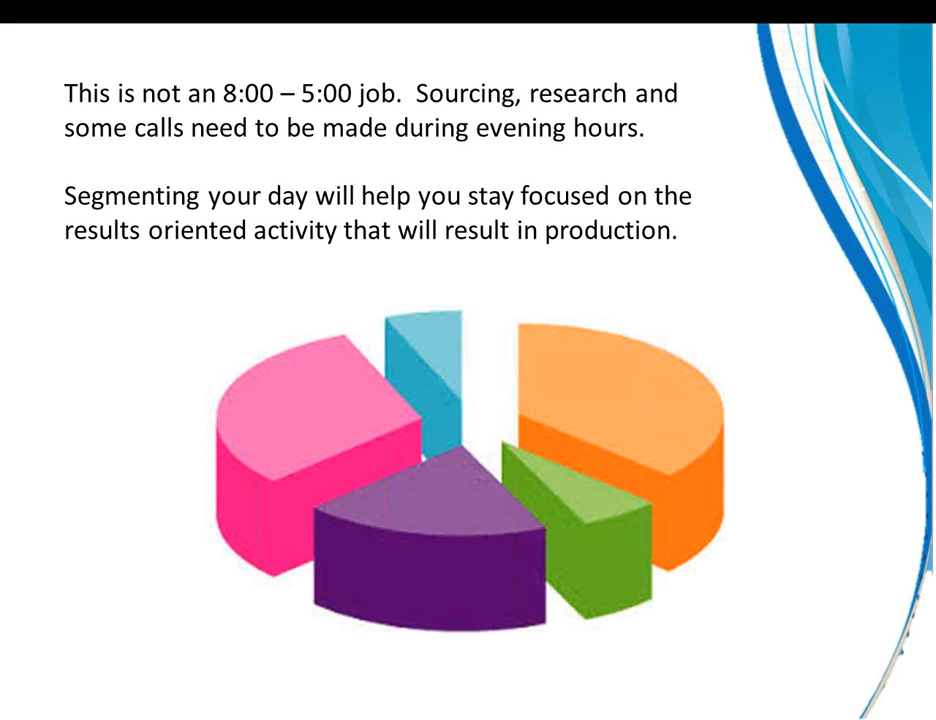 This is not an 8:00 – 5:00 job.  Sourcing, research and
some calls need to be made during evening hours.
Segmenting your day will help you stay focused on the
results oriented activity that will result in production.